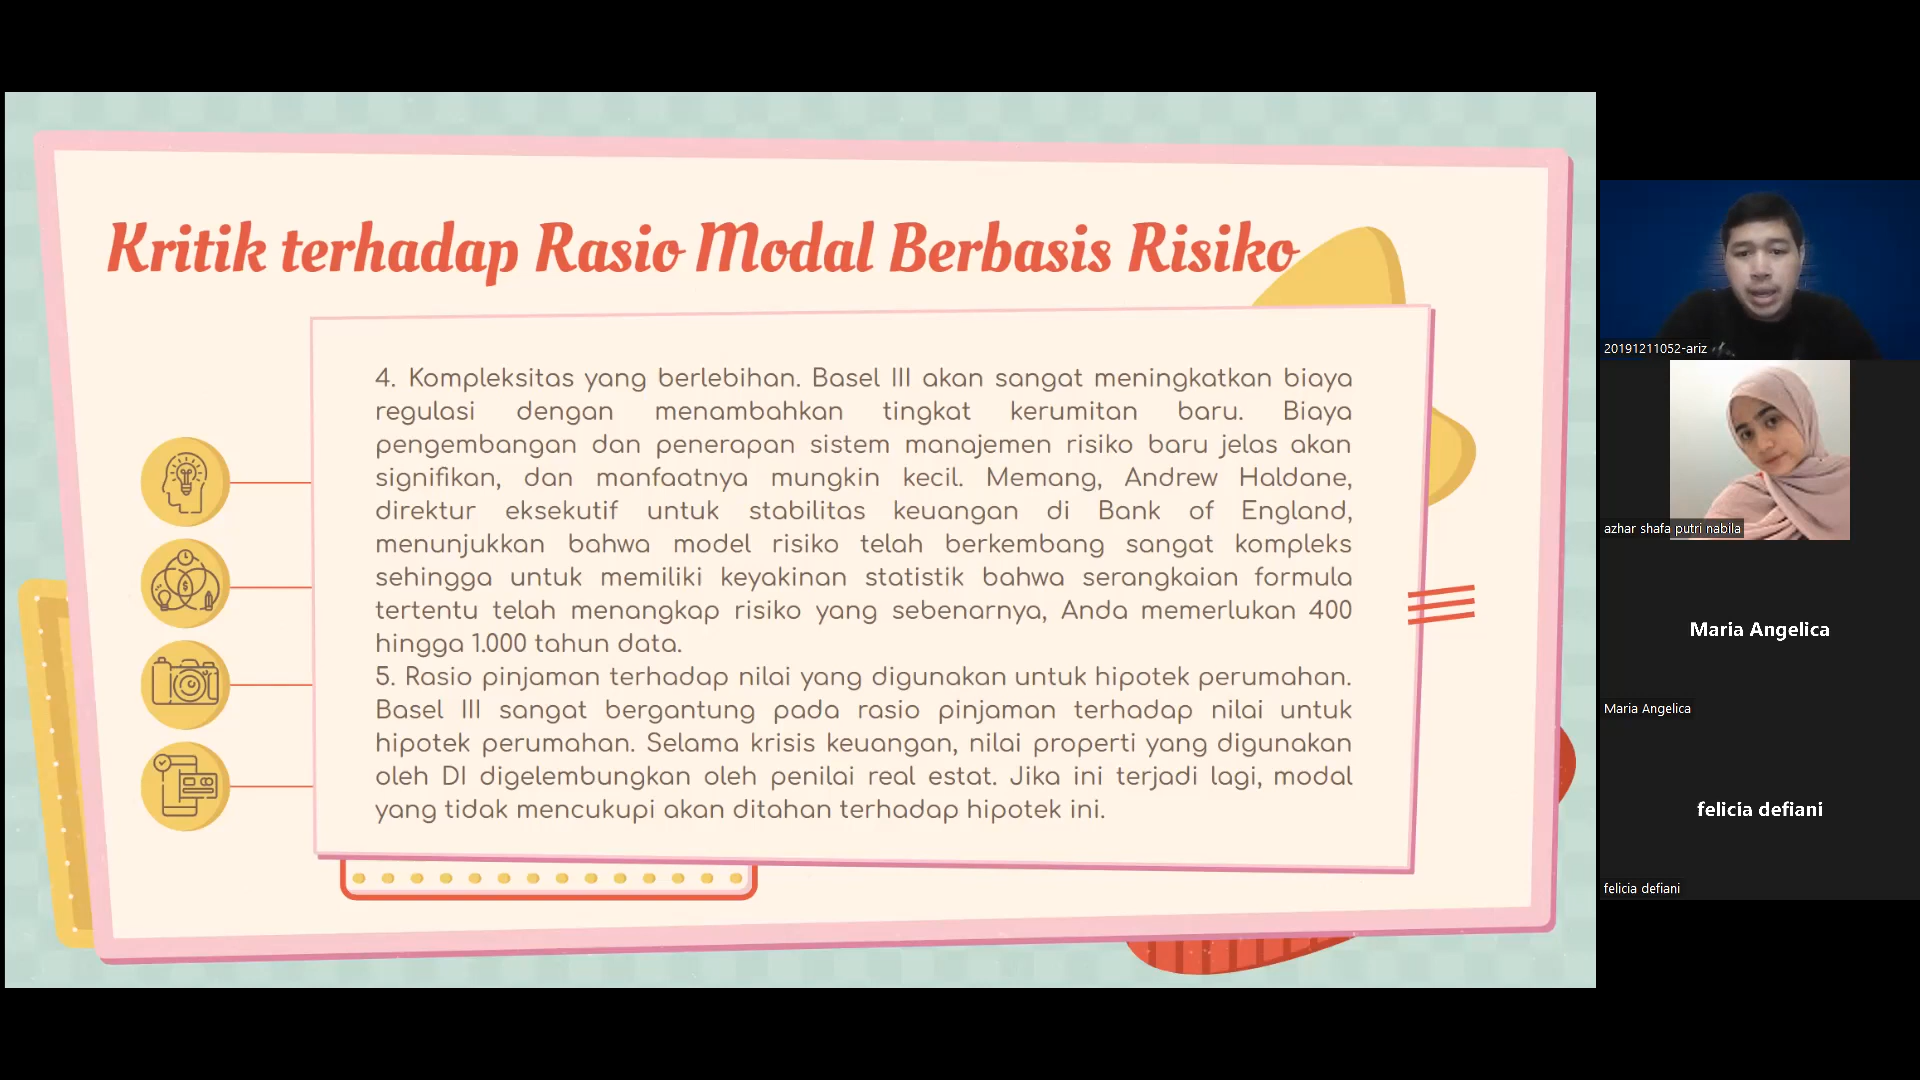 Kritik terhadap Rasio Modal Berbasis Risiko
4. Kompleksitas yang berlebihan. Basel III akan sangat meningkatkan biaya
regulasi dengan menambahkan tingkat kerumitan baru. Biaya
pengembangan dan penerapan sistem manajemen risiko baru jelas akan
signifikan, dan manfaatnya mungkin kecil. Memang, Andrew Haldane,
direktur eksekutif untuk stabilitas keuangan di Bank of England,
menunjukkan bahwa model risiko telah berkembang sangat kompleks
sehingga untuk memiliki keyakinan statistik bahwa serangkaian formula
tertentu telah menangkap risiko yang sebenarnya, Anda memerlukan 400
hingga 1.000 tahun data.
5. Rasio pinjaman terhadap nilai yang digunakan untuk hipotek perumahan.
Basel III sangat bergantung pada rasio pinjaman terhadap nilai untuk
hipotek perumahan. Selama krisis keuangan, nilai properti yang digunakan
oleh DI digelembungkan oleh penilai real estat. Jika ini terjadi lagi, modal
yang tidak mencukupi akan ditahan terhadap hipotek ini.
20191211052-ariz
azhar shafa putri nabila
Maria Angelica
Maria Angelica
felicia defiani
felicia defiani